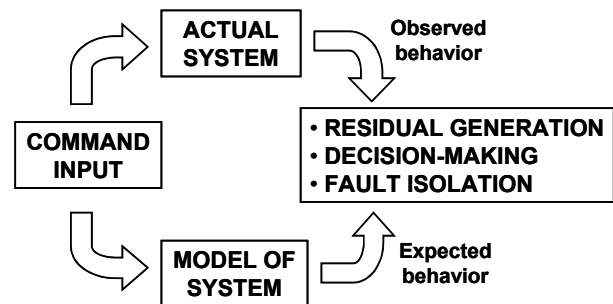 ACTUAL
SYSTEM
Observed
behavior
COMMAND
INPUT
• RESIDUAL GENERATION
• DECISION-MAKING
• FAULT ISOLATION
MODEL OF
SYSTEM
Expected
behavior